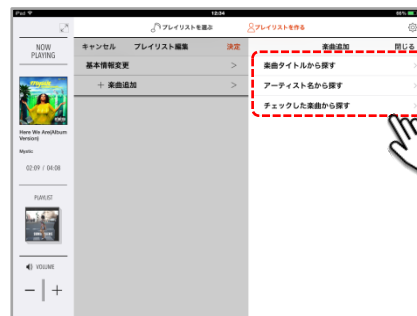 iPad
12:04
86%
プレイリストを選ぶ
プレイリストを作る
NOW
PLAYING
Here We Are(Album
Version)
Mystic
02:09 / 04:08
PLAYLIST
VOLUME
キャンセル プレイリスト編集 決定
基本情報変更 >
＋ 楽曲追加 >
楽曲追加 閉じる
楽曲タイトルから探す >
アーティスト名から探す >
チェックした楽曲から探す >